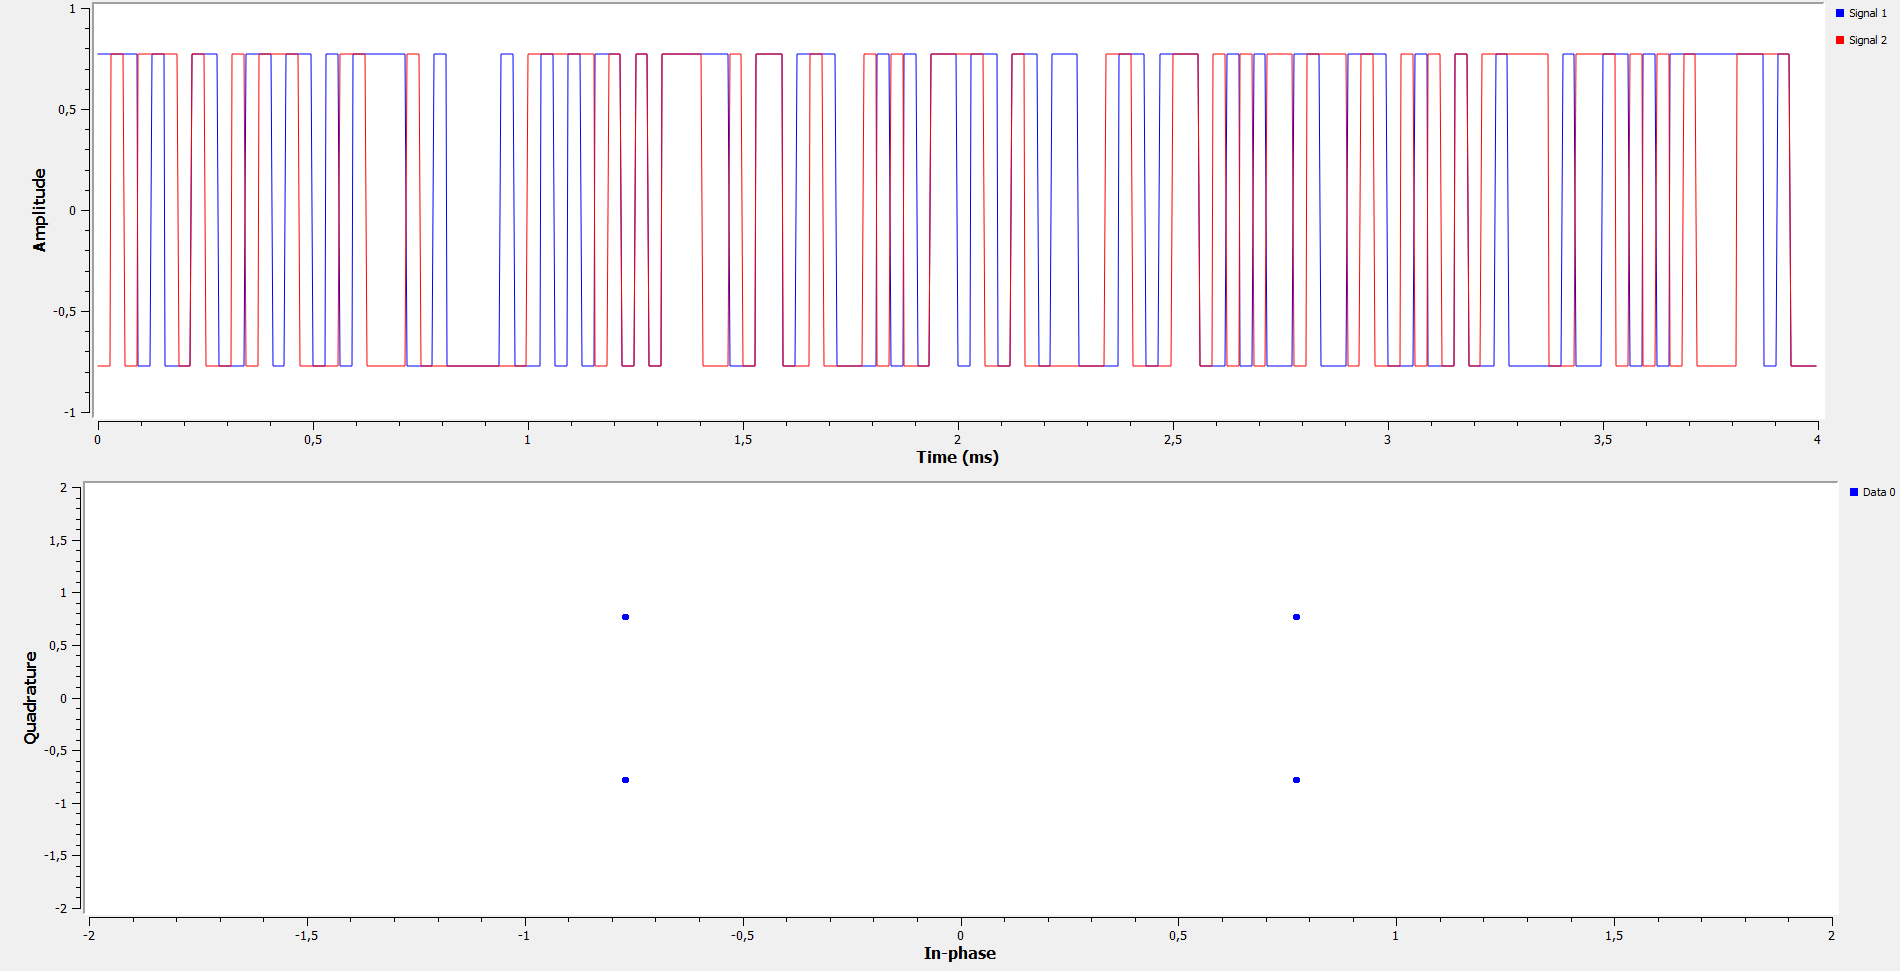 1
0,5
0
-0,5
-1
Amplitude
0 0,5 1 1,5 2 2,5 3 3,5 4
Time (ms)
Signal 1
Signal 2
2
1,5
1
0,5
0
-0,5
-1
-1,5
-2
Quadrature
-2 -1,5 -1 -0,5 0 0,5 1 1,5 2
In-phase
Data 0